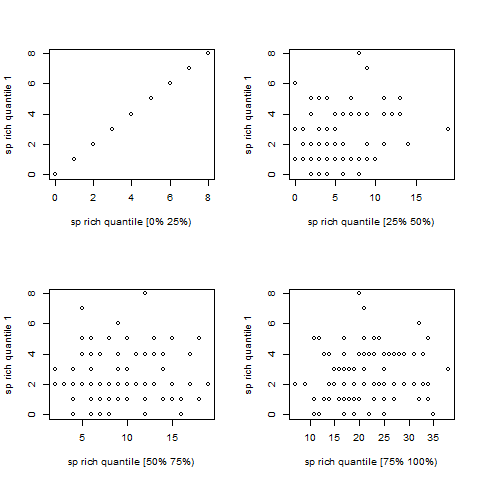 8
6
4
2
0
sp rich quantile 1
0 2 4 6 8
sp rich quantile [0% 25%)
8
6
4
2
0
sp rich quantile 1
0 5 10 15
sp rich quantile [25% 50%)
8
6
4
2
0
sp rich quantile 1
5 10 15
sp rich quantile [50% 75%)
8
6
4
2
0
sp rich quantile 1
10 15 20 25 30 35
sp rich quantile [75% 100%)